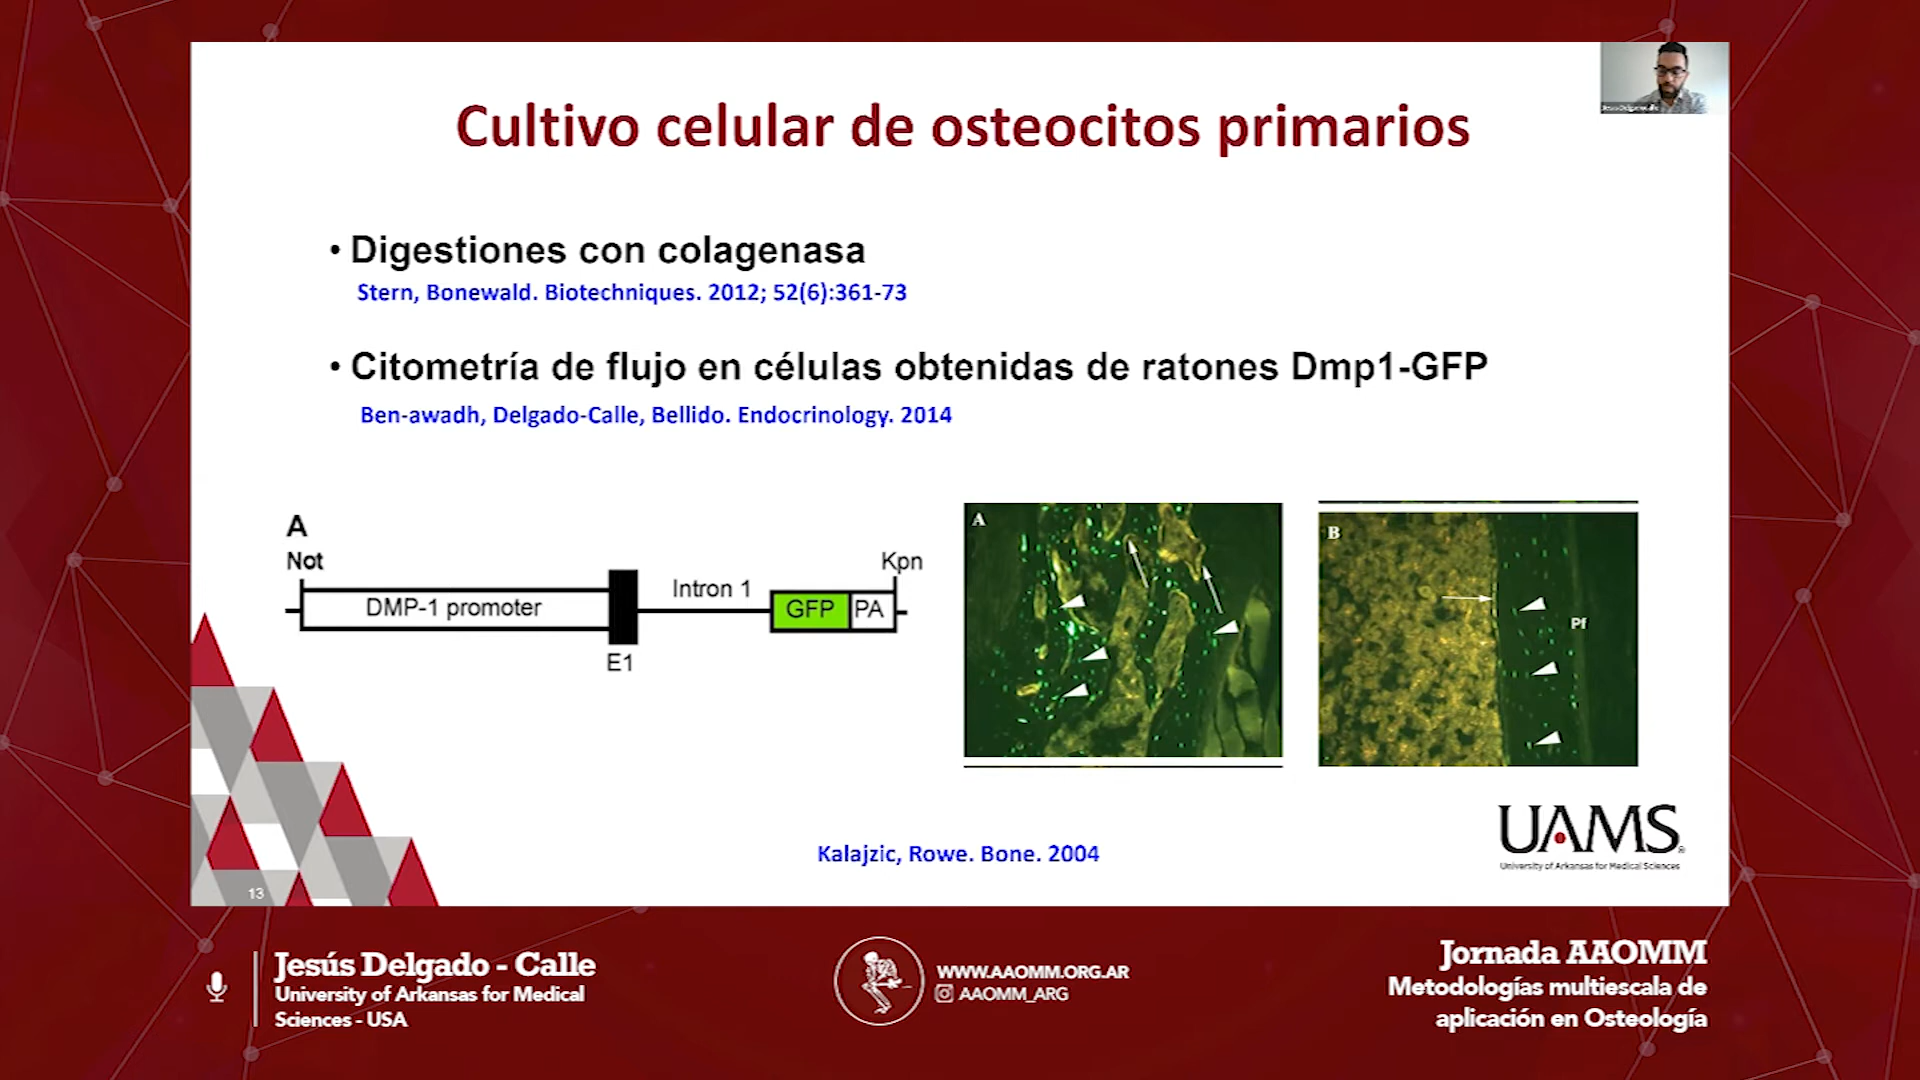 Cultivo celular de osteocitos primarios
• Digestiones con colagenasa
Stern, Bonewald. Biotechniques. 2012; 52(6):361-73
• Citometría de flujo en células obtenidas de ratones Dmp1-GFP
Ben-awadh, Delgado-Calle, Bellido. Endocrinology. 2014
A
Not
Kpn
DMP-1 promoter
Intron 1
GFP
PA
E1
A
B
Pf
Kalajzic, Rowe. Bone. 2004
UAMS®
University of Arkansas for Medical Sciences
13
Jesús Delgado - Calle
University of Arkansas for Medical
Sciences - USA
WWW.AAOMM.ORG.AR
AAOMM_ARG
Jornada AAOMM
Metodologías multiescala de
aplicación en Osteología